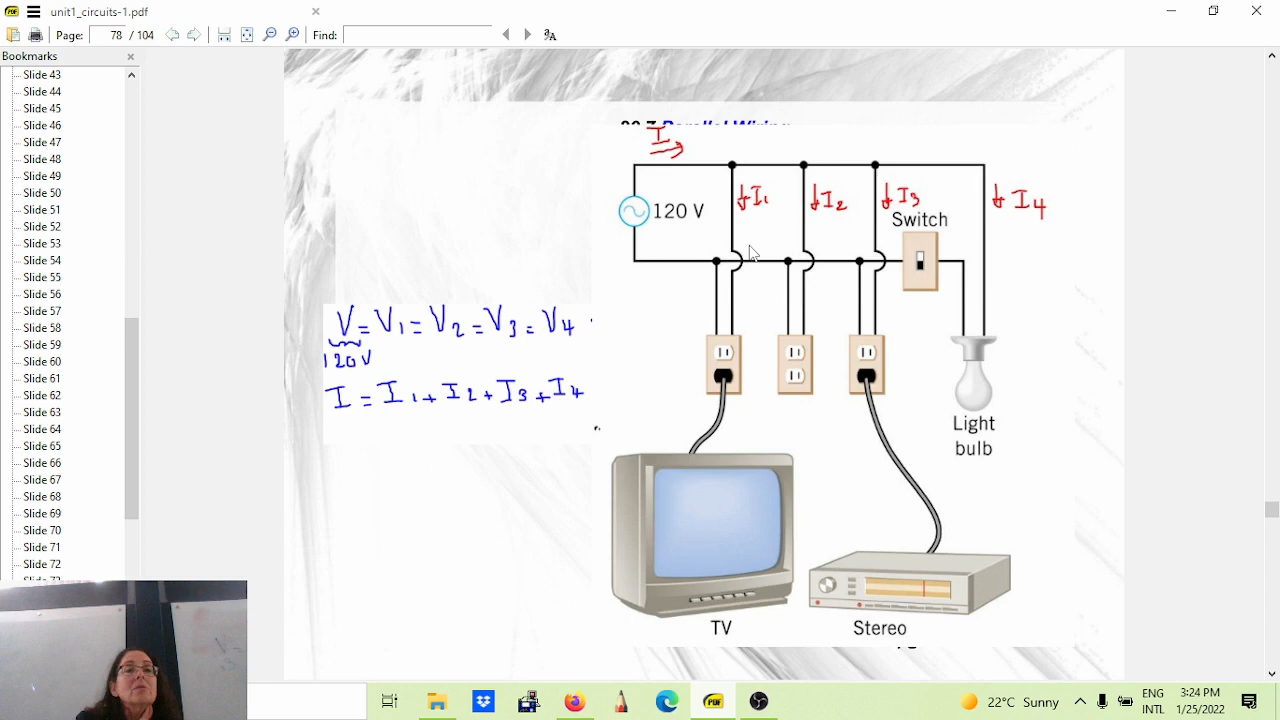 unit1_circuits-1.pdf
Page: 78 / 104 Find:
Bookmarks
Slide 43
Slide 44
Slide 45
Slide 46
Slide 47
Slide 48
Slide 49
Slide 50
Slide 51
Slide 52
Slide 53
Slide 54
Slide 56
Slide 57
Slide 58
Slide 59
Slide 60
Slide 61
Slide 62
Slide 63
Slide 64
Slide 65
Slide 66
Slide 67
Slide 68
Slide 69
Slide 70
Slide 71
Slide 72
Parallel Wiring
I
120 V
I1 I2 I3 I4
Switch
V = V1 = V2 = V3 = V4
120V
I = I1 + I2 + I3 + I4
Light
bulb
TV
Stereo
22°C Sunny
ENG
INTL
3:24 PM
1/25/2022